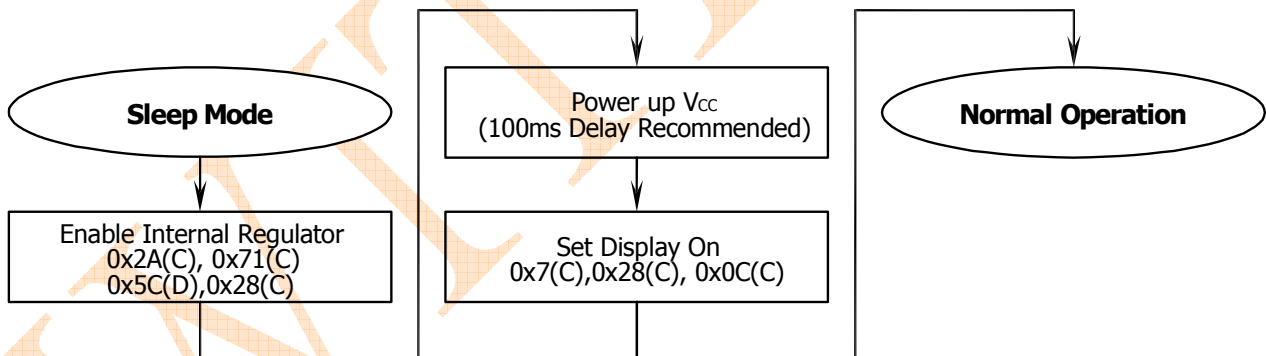 Sleep Mode
Enable Internal Regulator
0x2A(C), 0x71(C)
0x5C(D),0x28(C)
Power up Vcc
(100ms Delay Recommended)
Set Display On
0x7(C),0x28(C), 0x0C(C)
Normal Operation